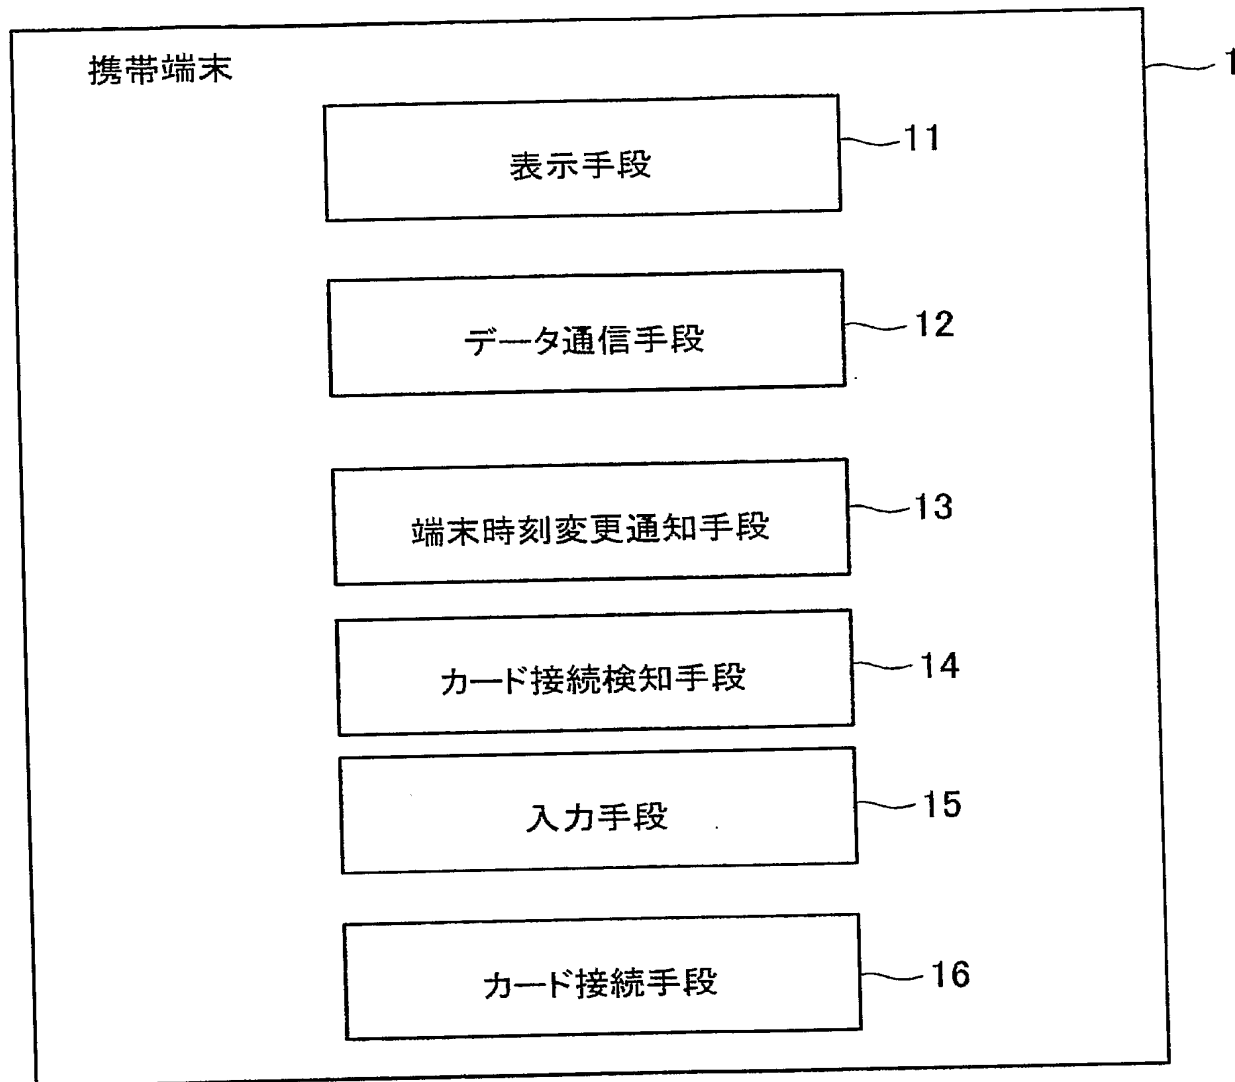 携帯端末
1
表示手段
11
データ通信手段
12
端末時刻変更通知手段
13
カード接続検知手段
14
入力手段
15
カード接続手段
16